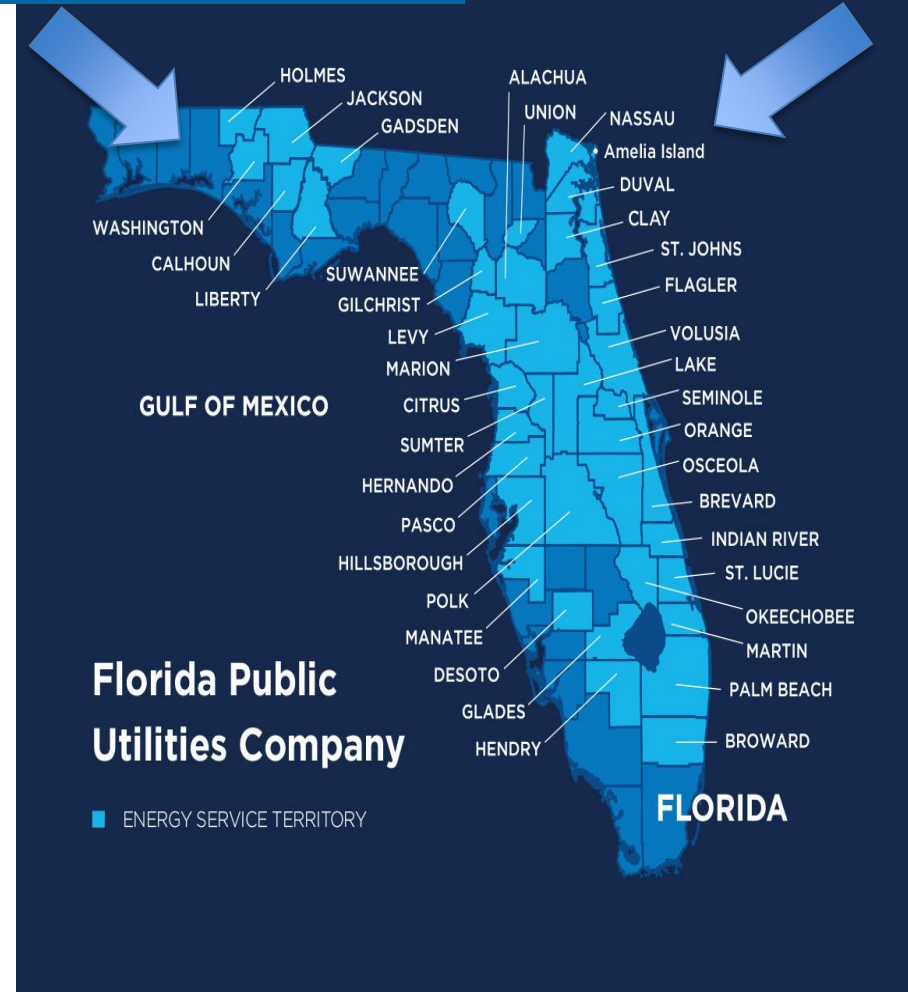 HOLMES
JACKSON
GADSDEN
ALACHUA
UNION
NASSAU
Amelia Island
DUVAL
CLAY
ST. JOHNS
FLAGLER
VOLUSIA
LAKE
SEMINOLE
ORANGE
OSCEOLA
BREVARD
INDIAN RIVER
ST. LUCIE
OKEECHOBEE
MARTIN
PALM BEACH
BROWARD
WASHINGTON
CALHOUN
LIBERTY
SUWANNEE
GILCHRIST
LEVY
MARION
CITRUS
SUMTER
HERNANDO
PASCO
HILLSBOROUGH
POLK
MANATEE
DESOTO
GLADES
HENDRY
GULF OF MEXICO
Florida Public
Utilities Company
ENERGY SERVICE TERRITORY
FLORIDA